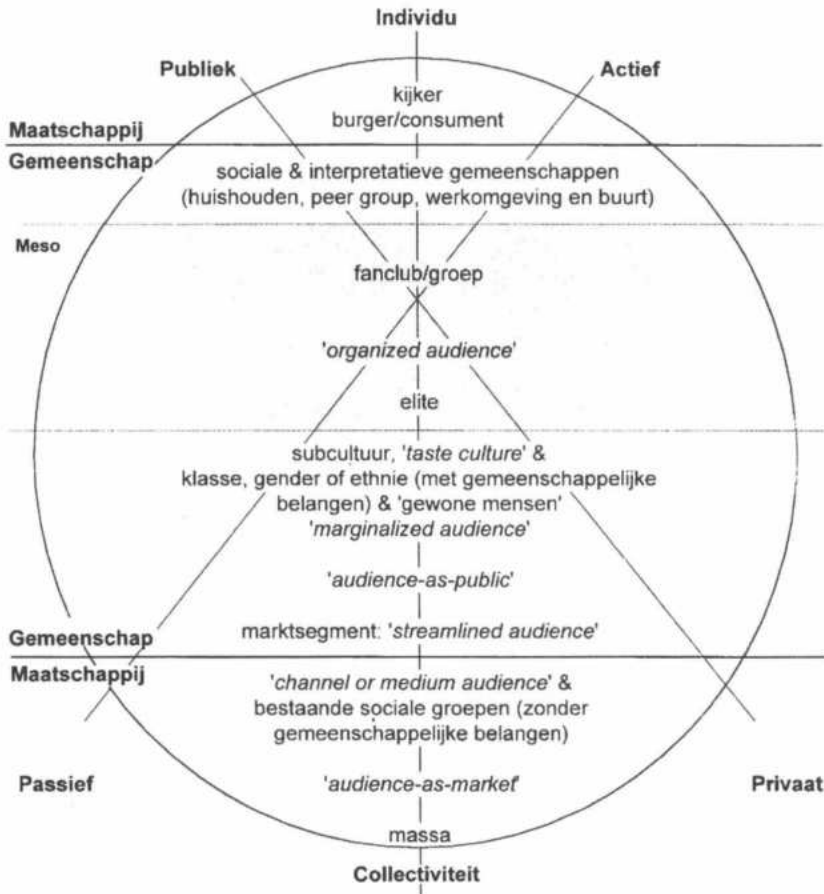 Individu
Publiek
Actief
kijker
burger/consument
Maatschappij
Gemeenschap
sociale & interpretatieve gemeenschappen
(huishouden, peer group, werkomgeving en buurt)
Meso
fanclub/groep
'organized audience'
elite
subcultuur, 'taste culture' &
klasse, gender of ethnie (met gemeenschappelijke
belangen) & 'gewone mensen'
'marginalized audience'
'audience-as-public'
Gemeenschap
marktsegment: 'streamlined audience'
Maatschappij
'channel or medium audience' &
bestaande sociale groepen (zonder
gemeenschappelijke belangen)
Passief
'audience-as-market'
Privaat
massa
Collectiviteit